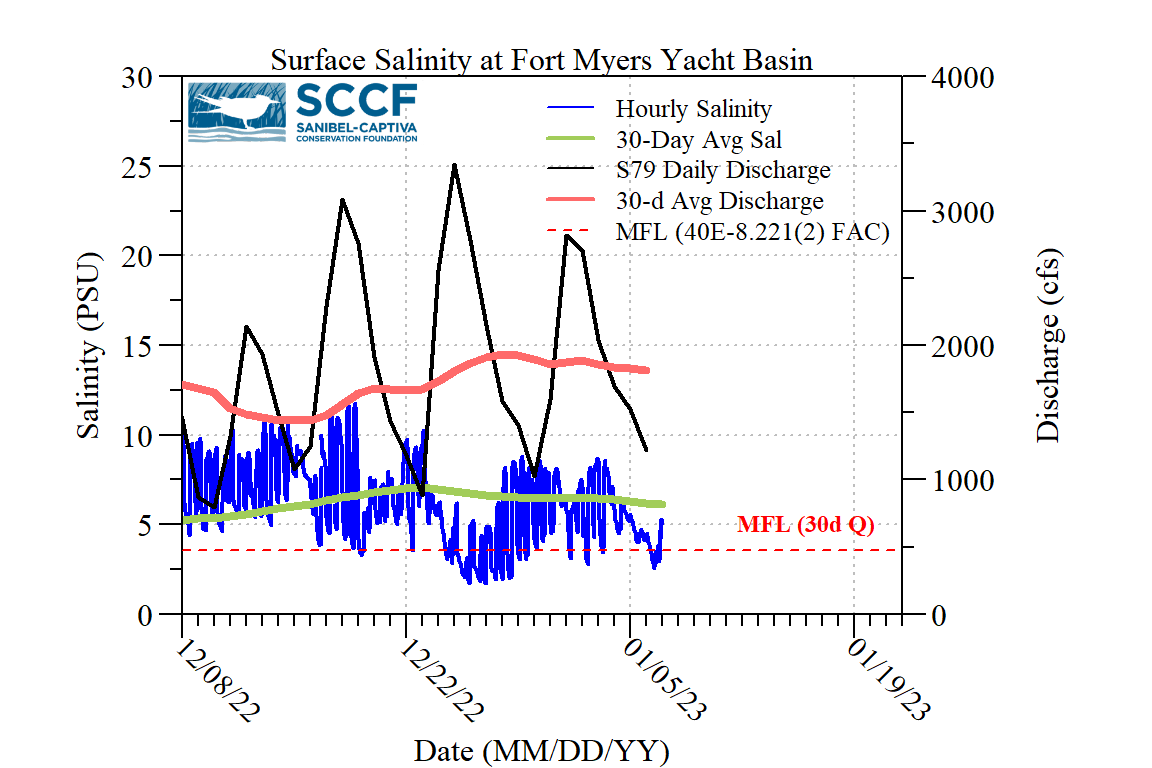 Surface Salinity at Fort Myers Yacht Basin
SCCF
SANIBEL-CAPTIVA
CONSERVATION FOUNDATION
Hourly Salinity
30-Day Avg Sal
S79 Daily Discharge
30-d Avg Discharge
MFL (40E-8.221(2) FAC)
30
25
20
15
10
5
0
Salinity (PSU)
4000
3000
2000
1000
0
Discharge (cfs)
MFL (30d Q)
12/08/22
12/22/22
01/05/23
01/19/23
Date (MM/DD/YY)